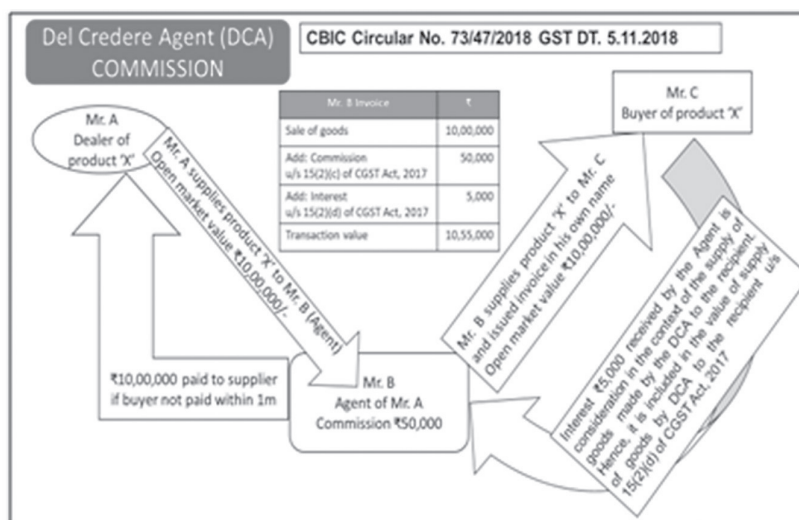 Del Credere Agent (DCA)
COMMISSION
CBIC Circular No. 73/47/2018 GST DT. 5.11.2018
Mr. A
Dealer of
product 'X'
Mr. B Invoice ₹
Sale of goods 10,00,000
Add: Commission 50,000
u/s 15(2)(c) of CGST Act, 2017
Add: Interest 5,000
u/s 15(2)(d) of CGST Act, 2017
Transaction value 10,55,000
Mr. C
Buyer of product 'X'
Mr. A supplies product 'X' to Mr. B (Agent)
Open market value ₹10,00,000/-
Mr. B supplies product 'X' to Mr. C
and issued invoice in his own name
Open market value ₹10,00,000/-
Interest ₹5,000 received by the Agent is
consideration in the context of the supply of
goods made by the DCA to the recipient.
Hence, it is included in the value of supply
of goods by DCA to the recipient u/s
15(2)(d) of CGST Act, 2017
₹10,00,000 paid to supplier
if buyer not paid within 1m
Mr. B
Agent of Mr. A
Commission ₹50,000